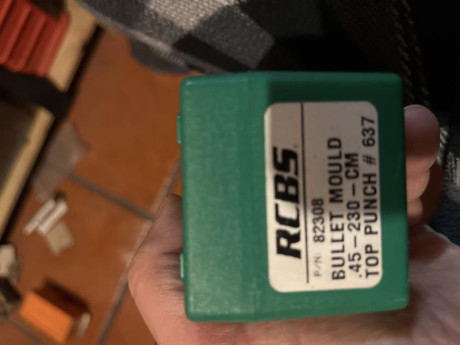 RCBS.
P/N 82308
BULLET MOULD
.45-230-CM
TOP PUNCH # 637